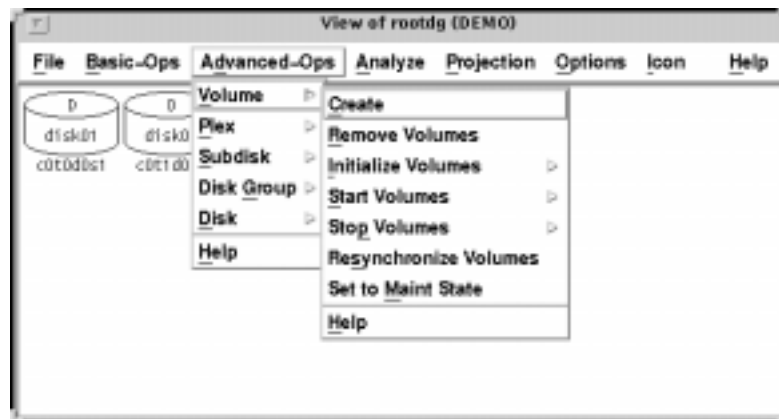 View of rootdg (DEMO)
File Basic-Ops Advanced-Ops Analyze Projection Options Icon Help
D D
disk01 disk0
c0t0d0s1 c0t1d0
Volume
Plex
Subdisk
Disk Group
Disk
Help
Create
Remove Volumes
Initialize Volumes
Start Volumes
Stop Volumes
Resynchronize Volumes
Set to Maint State
Help